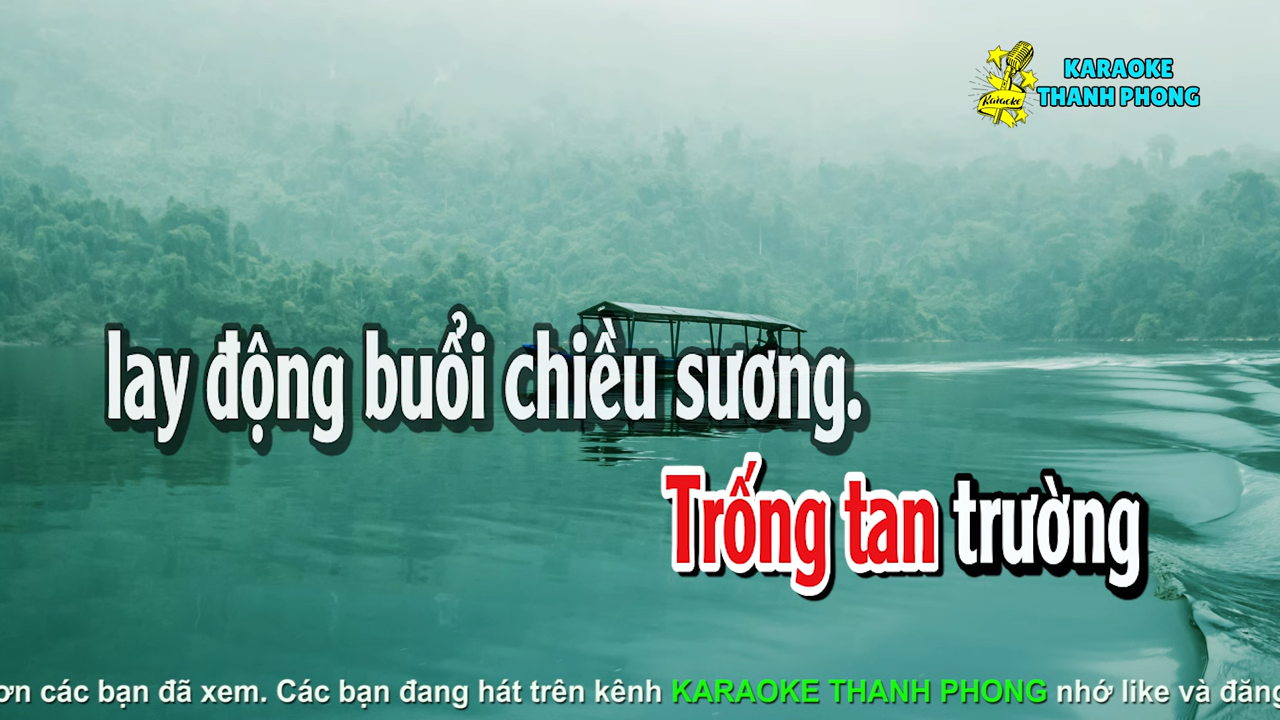 KARAOKE
THANH PHONG
Karaoke
lay động buổi chiều sương.
Trống tan trường
ơn các bạn đã xem. Các bạn đang hát trên kênh KARAOKE THANH PHONG nhớ like và đăng